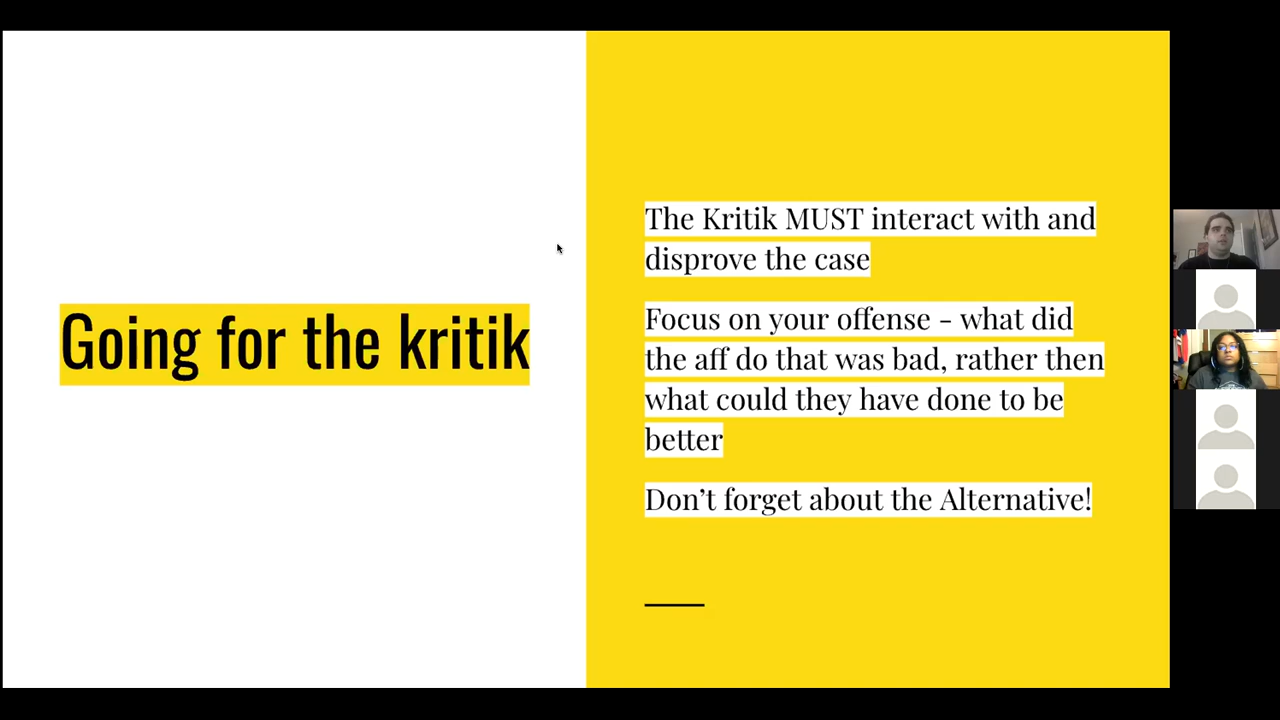 Going for the kritik
The Kritik MUST interact with and
disprove the case
Focus on your offense - what did
the aff do that was bad, rather then
what could they have done to be
better
Don’t forget about the Alternative!